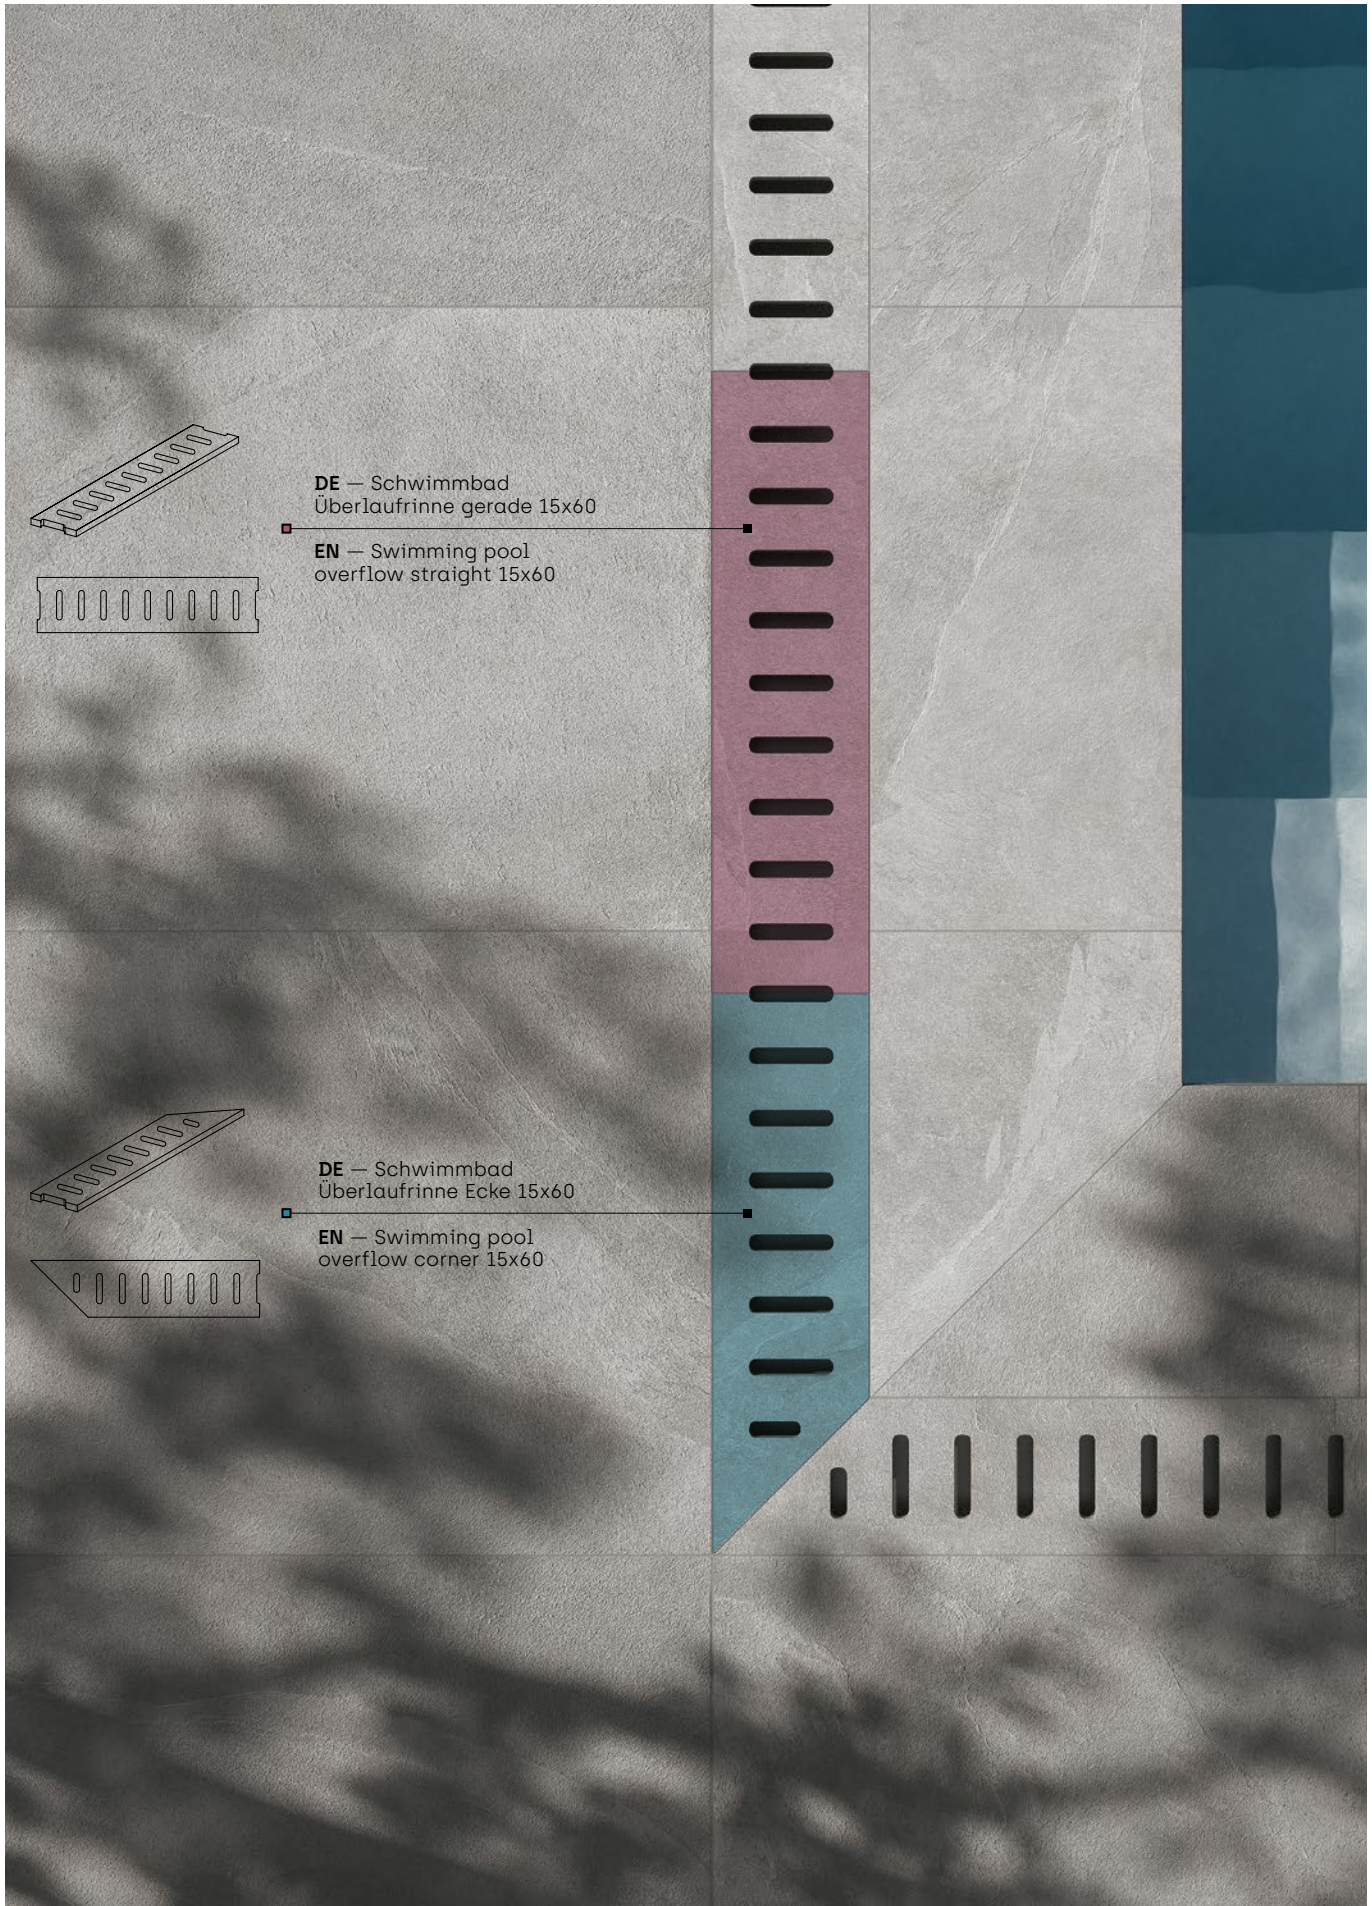 DE — Schwimmbad
Überlaufrinne gerade 15x60
EN — Swimming pool
overflow straight 15x60
DE — Schwimmbad
Überlaufrinne Ecke 15x60
EN — Swimming pool
overflow corner 15x60